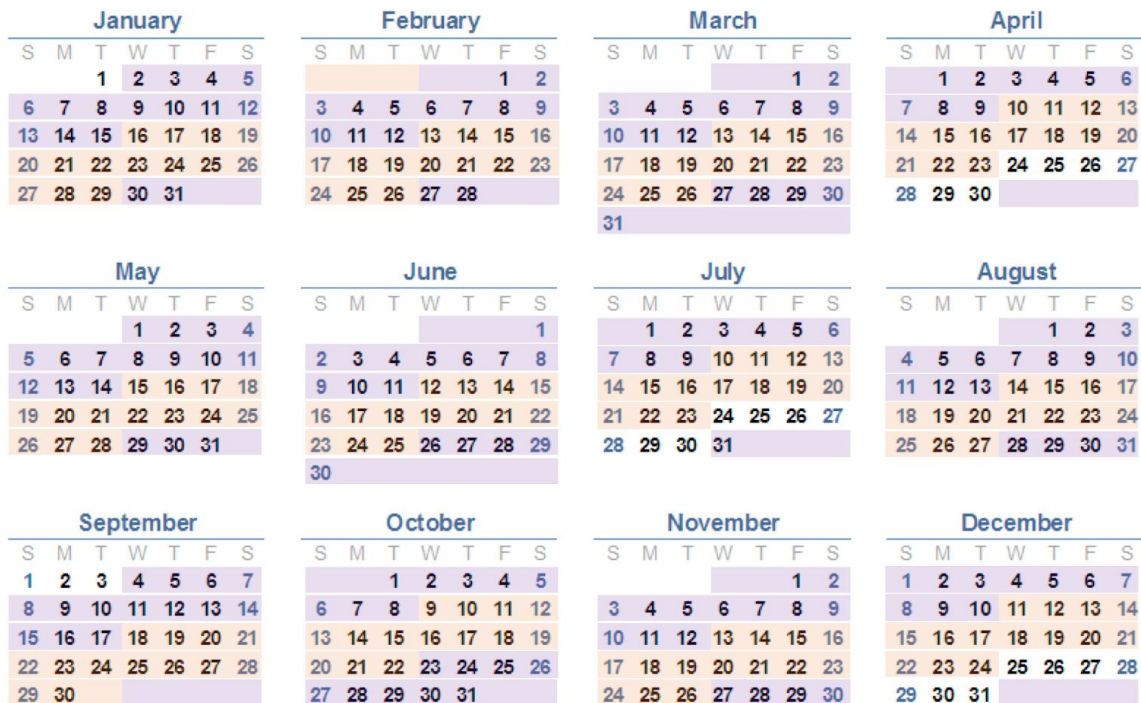 January
S M T W T F S
1 2 3 4 5
6 7 8 9 10 11 12
13 14 15 16 17 18 19
20 21 22 23 24 25 26
27 28 29 30 31
February
S M T W T F S
1 2
3 4 5 6 7 8 9
10 11 12 13 14 15 16
17 18 19 20 21 22 23
24 25 26 27 28
March
S M T W T F S
1 2
3 4 5 6 7 8 9
10 11 12 13 14 15 16
17 18 19 20 21 22 23
24 25 26 27 28 29 30
31
April
S M T W T F S
1 2 3 4 5 6
7 8 9 10 11 12 13
14 15 16 17 18 19 20
21 22 23 24 25 26 27
28 29 30
May
S M T W T F S
1 2 3 4
5 6 7 8 9 10 11
12 13 14 15 16 17 18
19 20 21 22 23 24 25
26 27 28 29 30 31
June
S M T W T F S
1
2 3 4 5 6 7 8
9 10 11 12 13 14 15
16 17 18 19 20 21 22
23 24 25 26 27 28 29
30
July
S M T W T F S
1 2 3 4 5 6
7 8 9 10 11 12 13
14 15 16 17 18 19 20
21 22 23 24 25 26 27
28 29 30 31
August
S M T W T F S
1 2 3
4 5 6 7 8 9 10
11 12 13 14 15 16 17
18 19 20 21 22 23 24
25 26 27 28 29 30 31
September
S M T W T F S
1 2 3 4 5 6 7
8 9 10 11 12 13 14
15 16 17 18 19 20 21
22 23 24 25 26 27 28
29 30
October
S M T W T F S
1 2 3 4 5
6 7 8 9 10 11 12
13 14 15 16 17 18 19
20 21 22 23 24 25 26
27 28 29 30 31
November
S M T W T F S
1 2
3 4 5 6 7 8 9
10 11 12 13 14 15 16
17 18 19 20 21 22 23
24 25 26 27 28 29 30
December
S M T W T F S
1 2 3 4 5 6 7
8 9 10 11 12 13 14
15 16 17 18 19 20 21
22 23 24 25 26 27 28
29 30 31